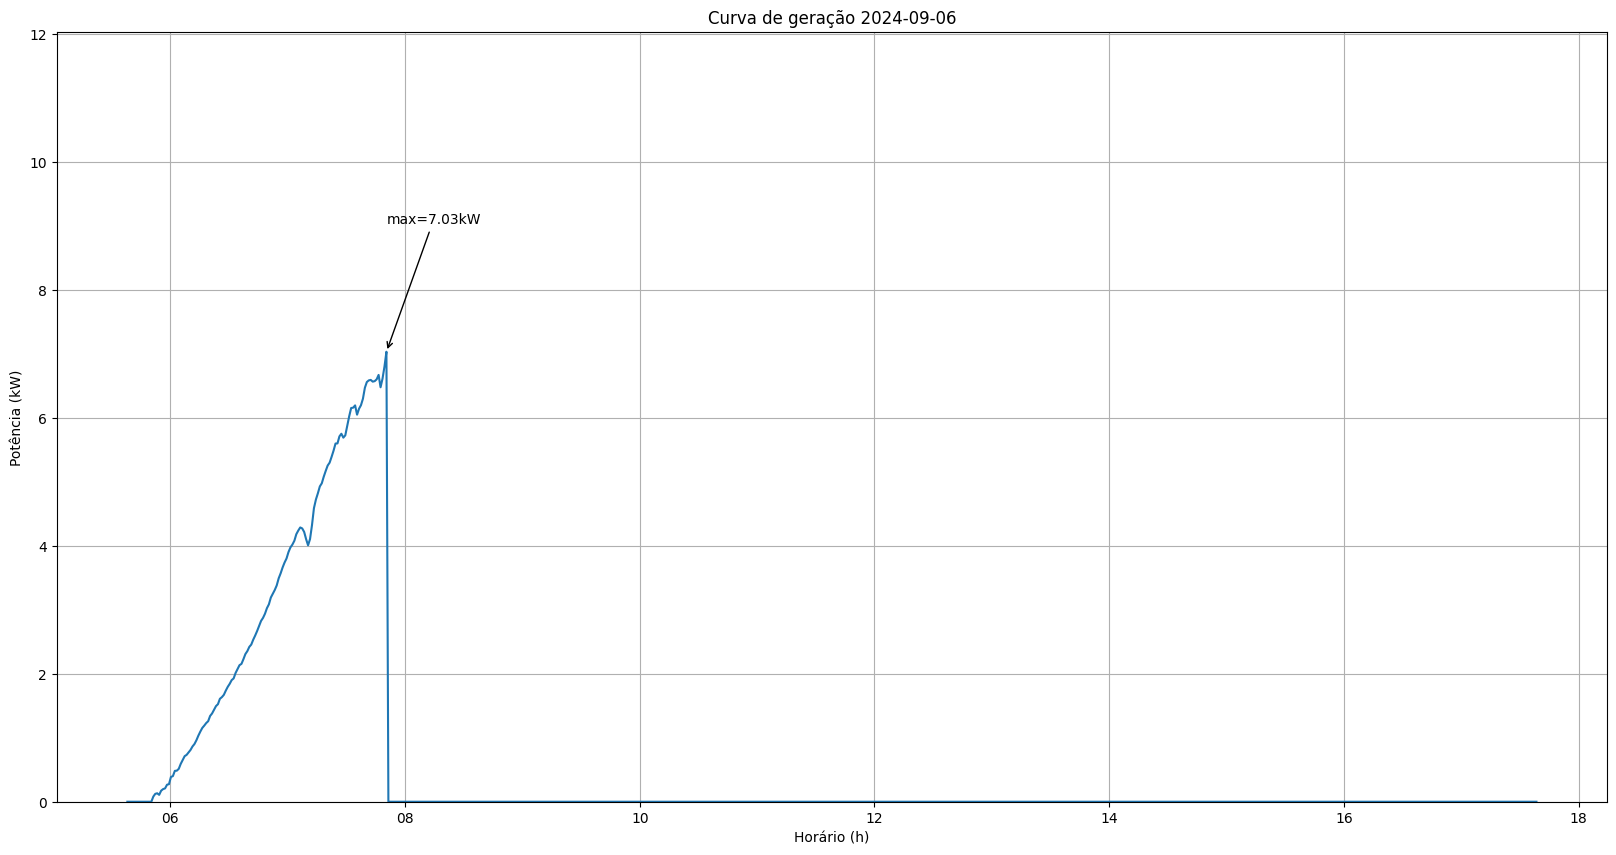 Curva de geração 2024-09-06
12
10
8
6
4
2
0
Potência (kW)
max=7.03kW
06 08 10 12 14 16 18
Horário (h)